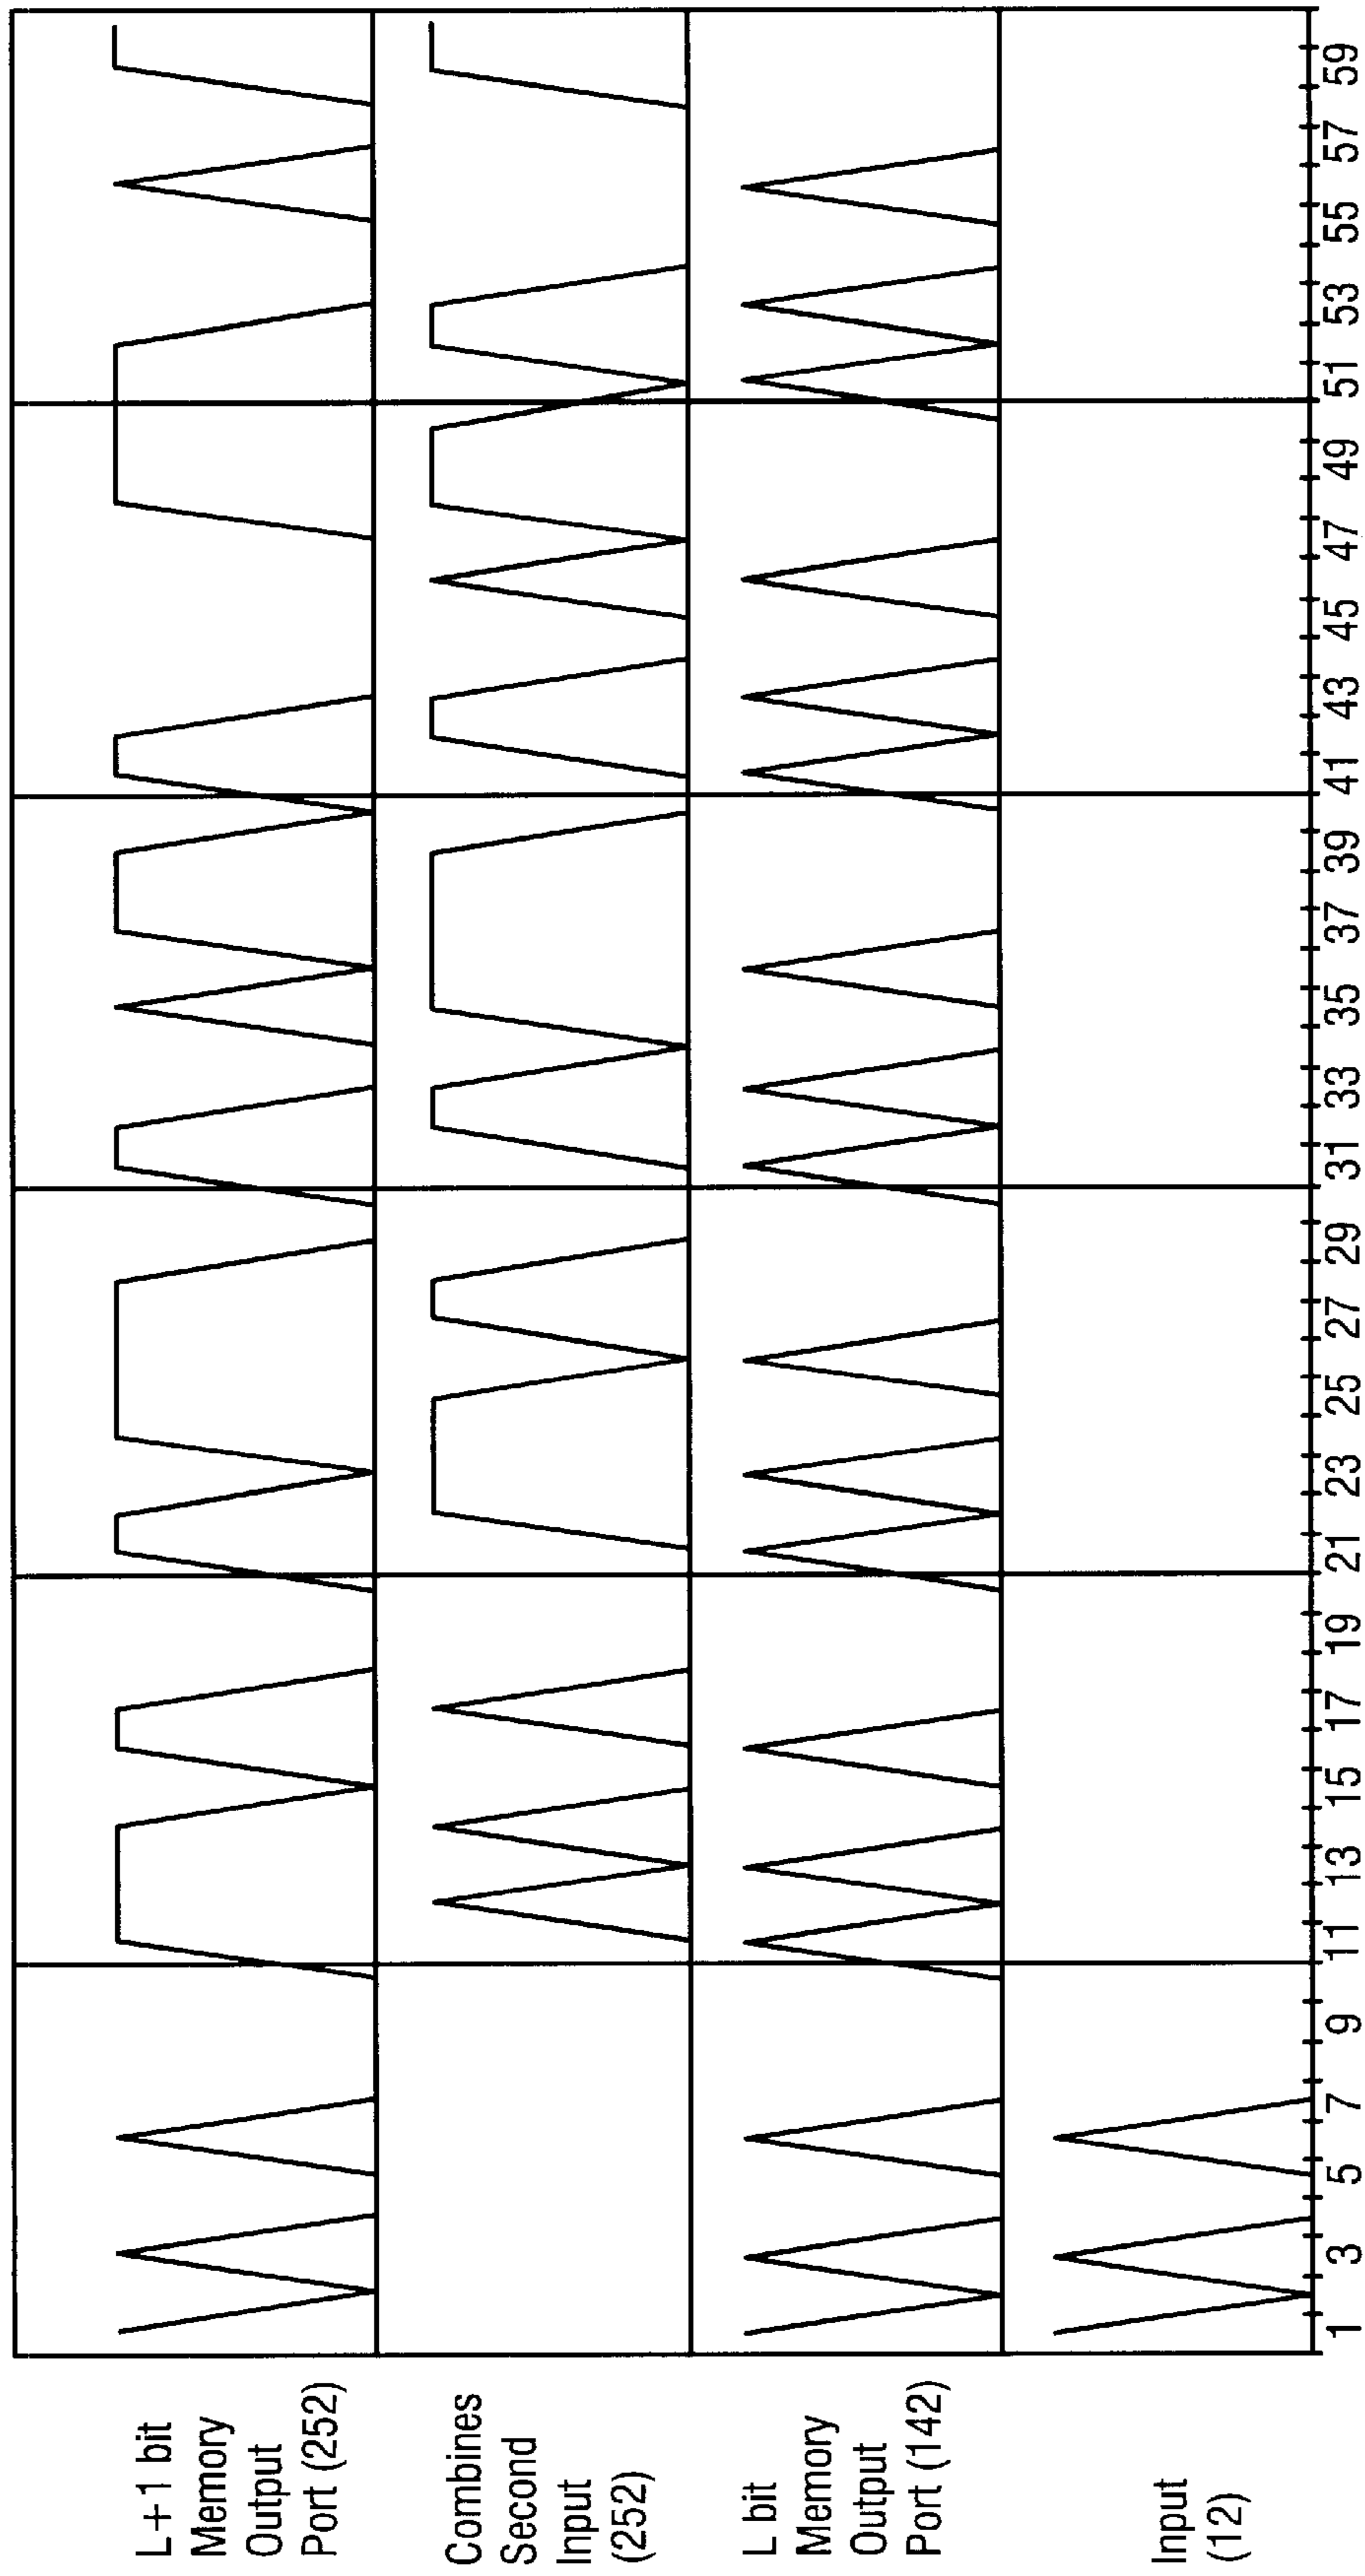 L+1 bit
Memory
Output
Port (252)
Combines
Second
Input
(252)
L bit
Memory
Output
Port (142)
Input
(12)
1 3 5 7 9 11 13 15 17 19 21 23 25 27 29 31 33 35 37 39 41 43 45 47 49 51 53 55 57 59